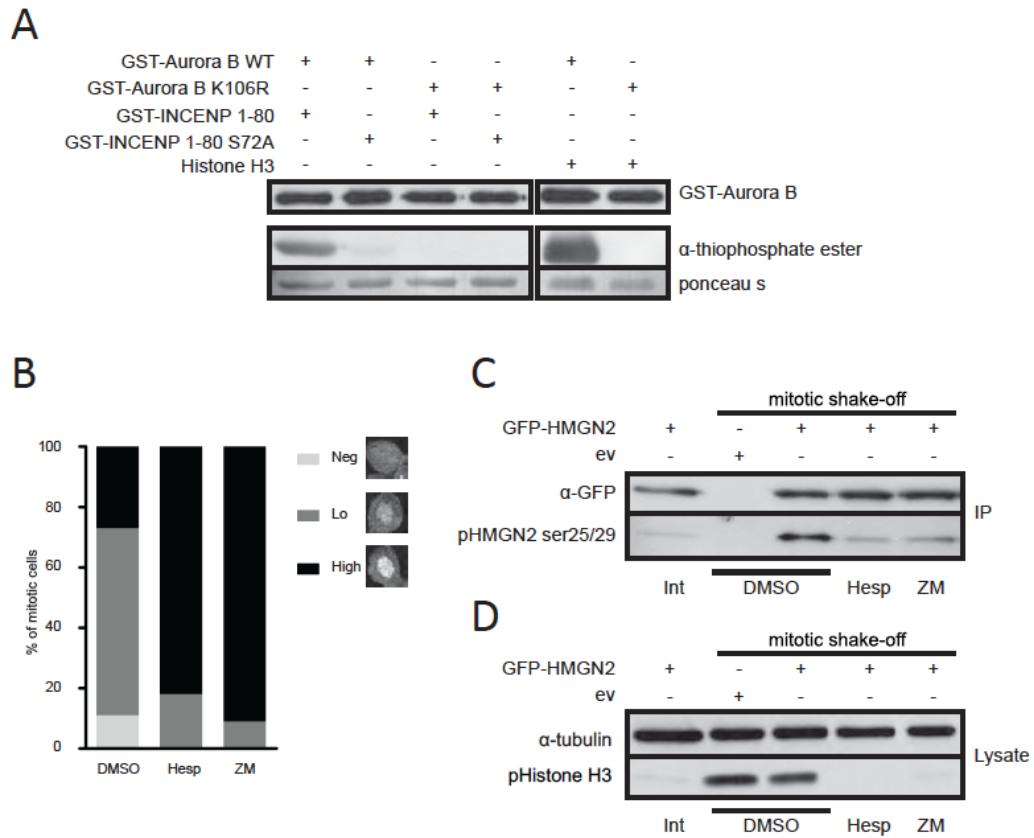 A
GST-Aurora B WT + + - - + -
GST-Aurora B K106R - - + + - +
GST-INCENP 1-80 + - + - - -
GST-INCENP 1-80 S72A - + - + - -
Histone H3 - - - - + +
GST-Aurora B
α-thiophosphate ester
ponceau s
B
100
80
60
40
20
0
% of mitotic cells
DMSO Hesp ZM
Neg
Lo
High
C
mitotic shake-off
GFP-HMGN2 + - + + +
ev - + - - -
α-GFP
pHMGN2 ser25/29
IP
Int DMSO Hesp ZM
D
mitotic shake-off
GFP-HMGN2 + - + + +
ev - + - - -
α-tubulin
pHistone H3
Lysate
Int DMSO Hesp ZM